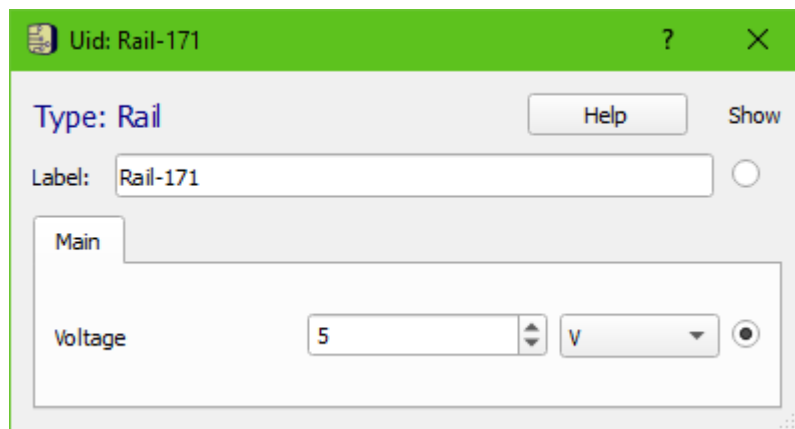 Uid: Rail-171 ?
Type: Rail Help Show
Label: Rail-171
Main
Voltage 5 V